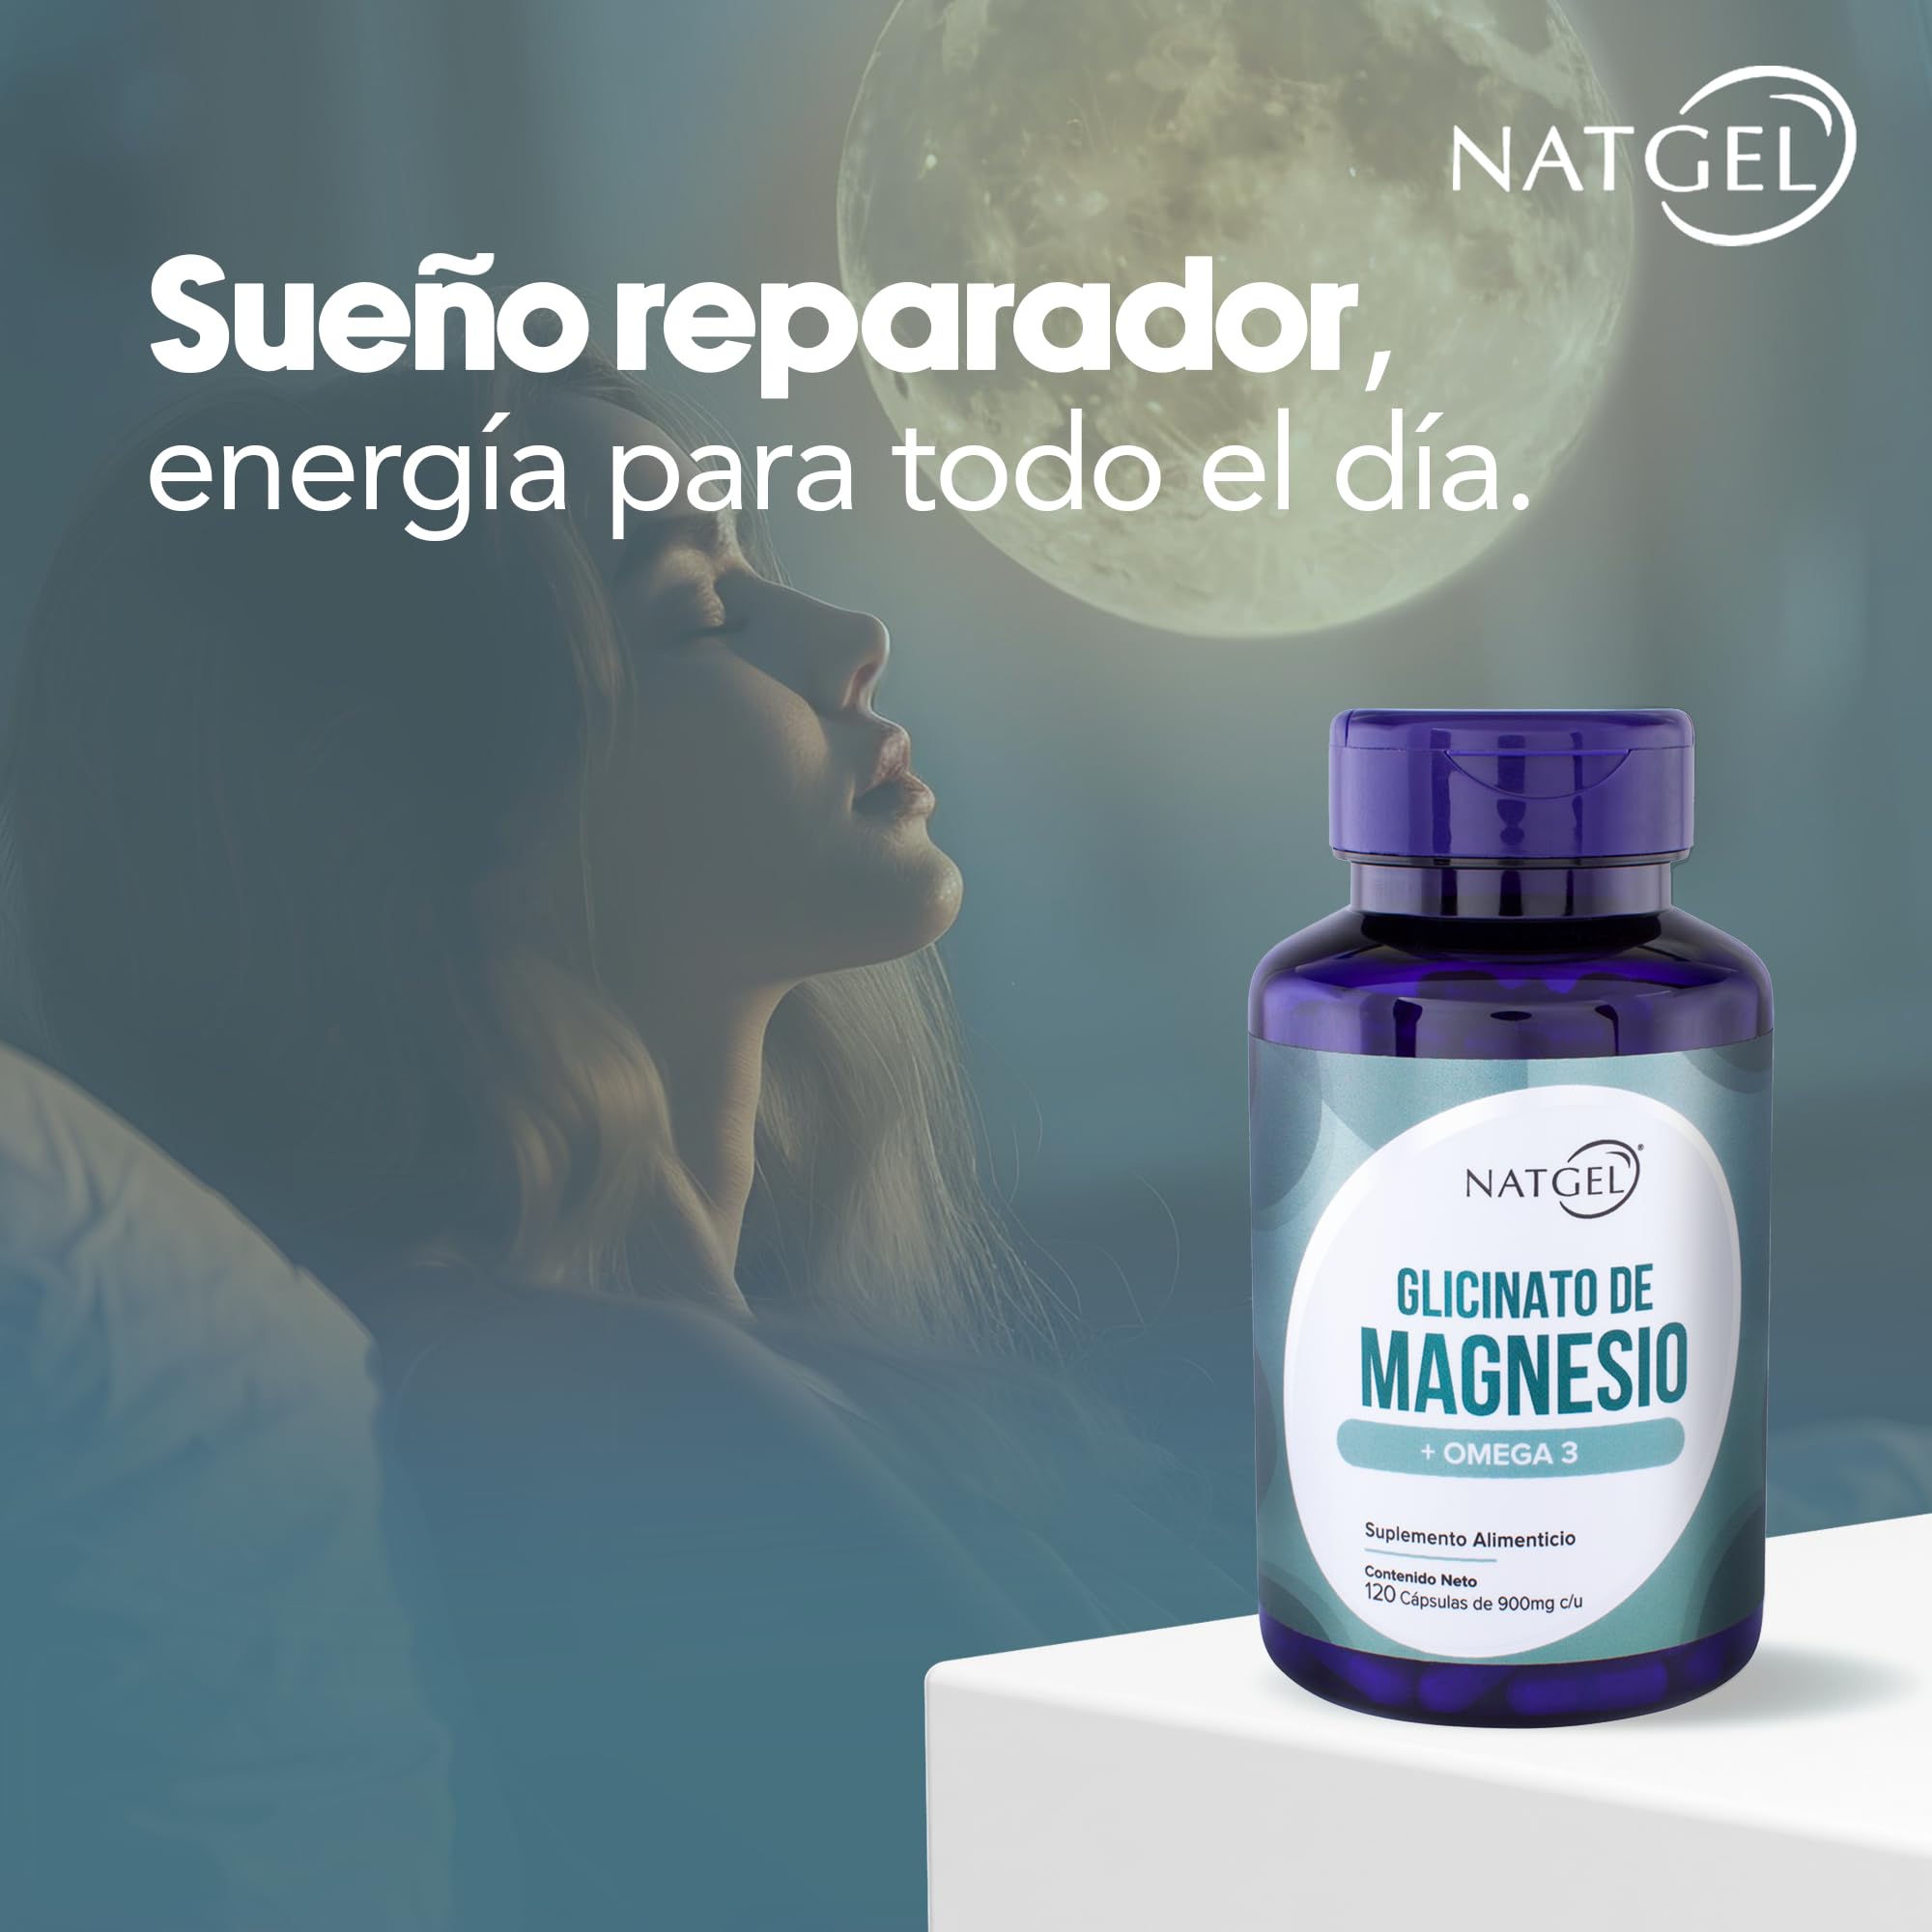 NATGEL
Sueño reparador,
energía para todo el día.
NATGEL®
GLICINATO DE
MAGNESIO
+ OMEGA 3
Suplemento Alimenticio
Contenido Neto
120 Cápsulas de 900mg c/u